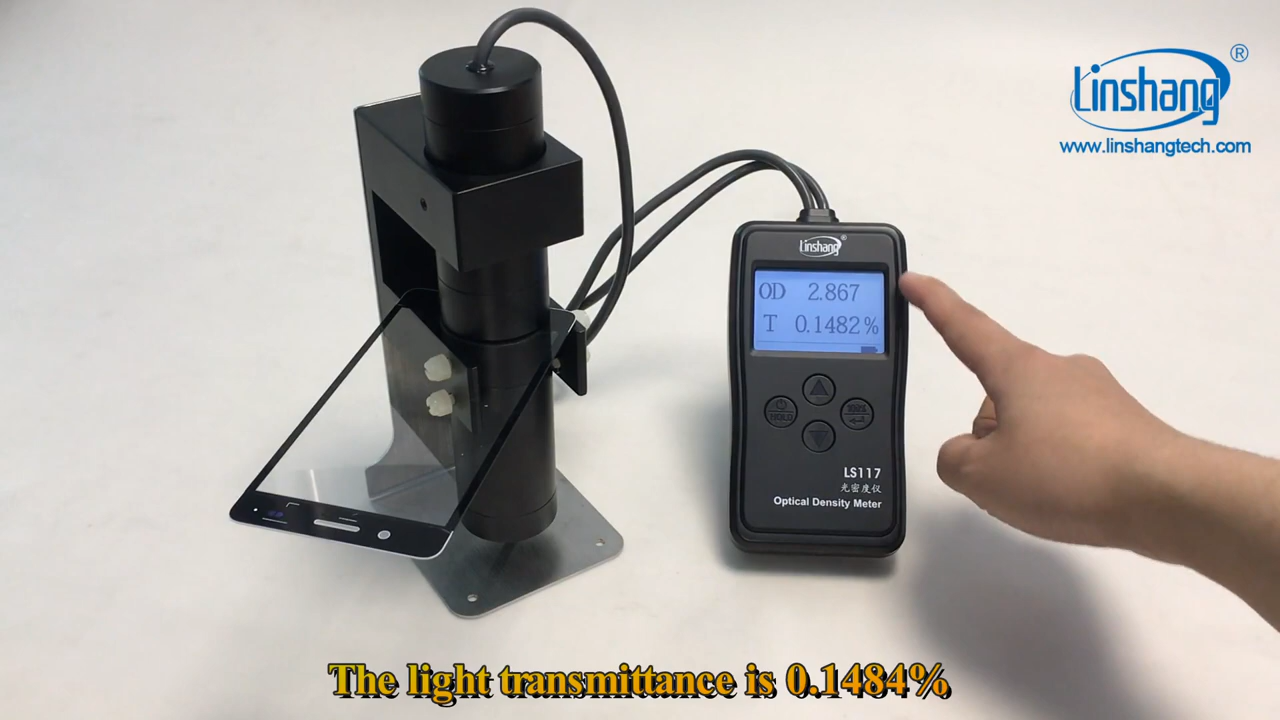 Linshang®
www.linshangtech.com
Linshang®
OD 2.867
T 0.1482%
HOLD
LS117
光密度仪
Optical Density Meter
The light transmittance is 0.1484%